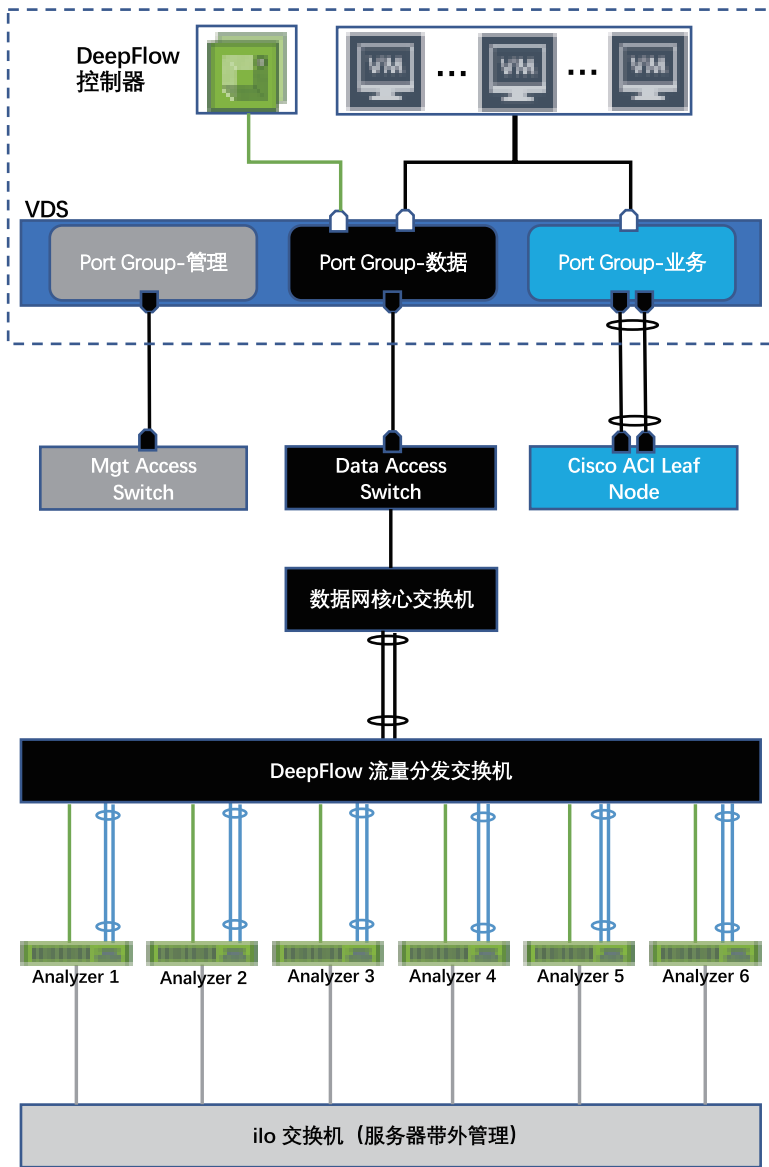 DeepFlow
控制器
VM
VM
VM
VDS
Port Group-管理
Port Group-数据
Port Group-业务
Mgt Access
Switch
Data Access
Switch
Cisco ACI Leaf
Node
数据网核心交换机
DeepFlow 流量分发交换机
Analyzer 1
Analyzer 2
Analyzer 3
Analyzer 4
Analyzer 5
Analyzer 6
ilo 交换机（服务器带外管理）